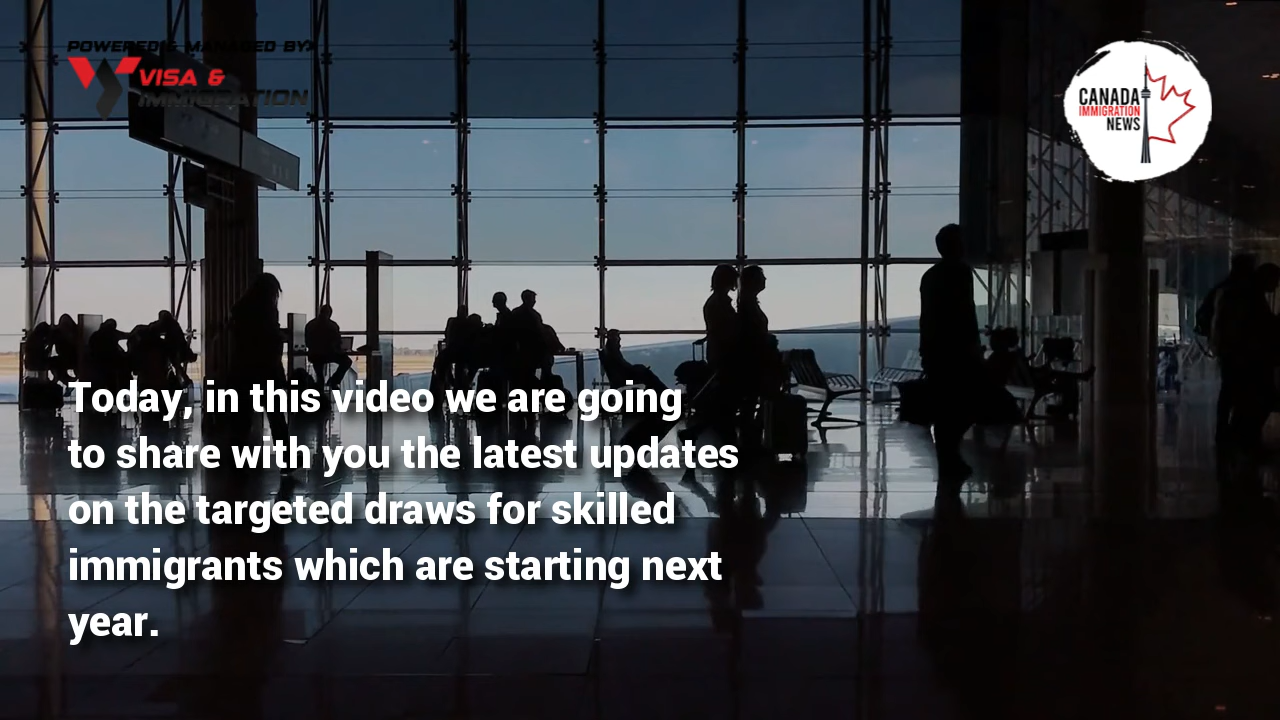 POWERED & MANAGED BY
VISA &
IMMIGRATION
CANADA
IMMIGRATION
NEWS
Today, in this video we are going
to share with you the latest updates
on the targeted draws for skilled
immigrants which are starting next
year.